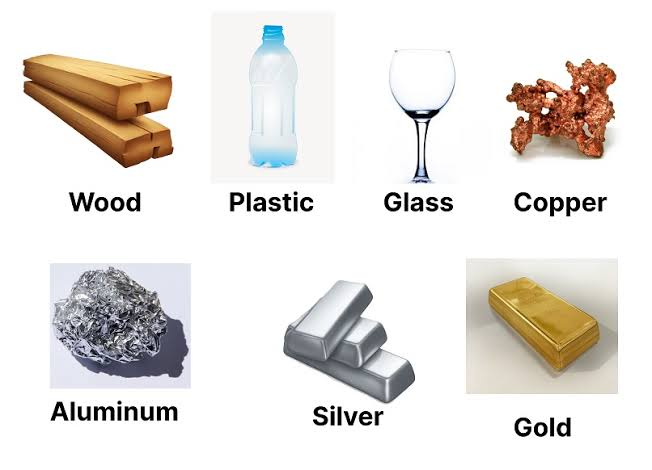 Wood
Plastic
Glass
Copper
Aluminum
Silver
Gold